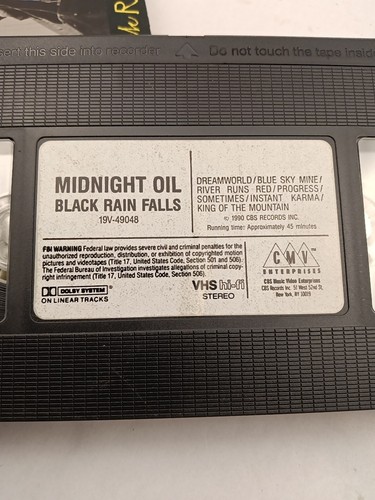 sert this side into recorder
Do not touch the tape inside
MIDNIGHT OIL
BLACK RAIN FALLS
19V-49048
DREAMWORLD/BLUE SKY MINE/
RIVER RUNS RED/PROGRESS/
SOMETIMES/INSTANT KARMA/
KING OF THE MOUNTAIN
© 1990 CBS RECORDS INC.
Running time: Approximately 45 minutes
FBI WARNING Federal law provides severe civil and criminal penalties for the
unauthorized reproduction, distribution, or exhibition of copyrighted motion
pictures and videotapes (Title 17, United States Code, Section 501 and 506).
The Federal Bureau of Investigation investigates allegations of criminal copy-
right infringement (Title 17, United States Code, Section 506).
DOLBY SYSTEM®
ON LINEAR TRACKS
VHS hi-fi
STEREO
CMV™
ENTERPRISES
CBS Music Video Enterprises
CBS Records Inc. 51 West 52nd St.,
New York, NY 10019